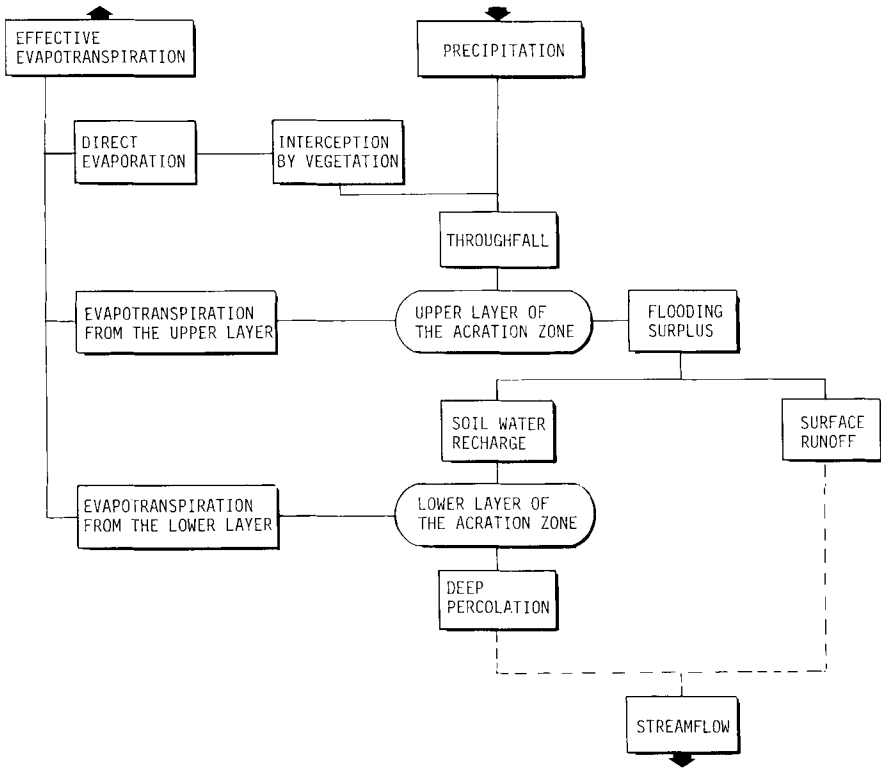 EFFECTIVE
EVAPOTRANSPIRATION
PRECIPITATION
DIRECT
EVAPORATION
INTERCEPTION
BY VEGETATION
THROUGHFALL
EVAPOTRANSPIRATION
FROM THE UPPER LAYER
UPPER LAYER OF
THE ACRATION ZONE
FLOODING
SURPLUS
SOIL WATER
RECHARGE
SURFACE
RUNOFF
EVAPOTRANSPIRATION
FROM THE LOWER LAYER
LOWER LAYER OF
THE ACRATION ZONE
DEEP
PERCOLATION
STREAMFLOW